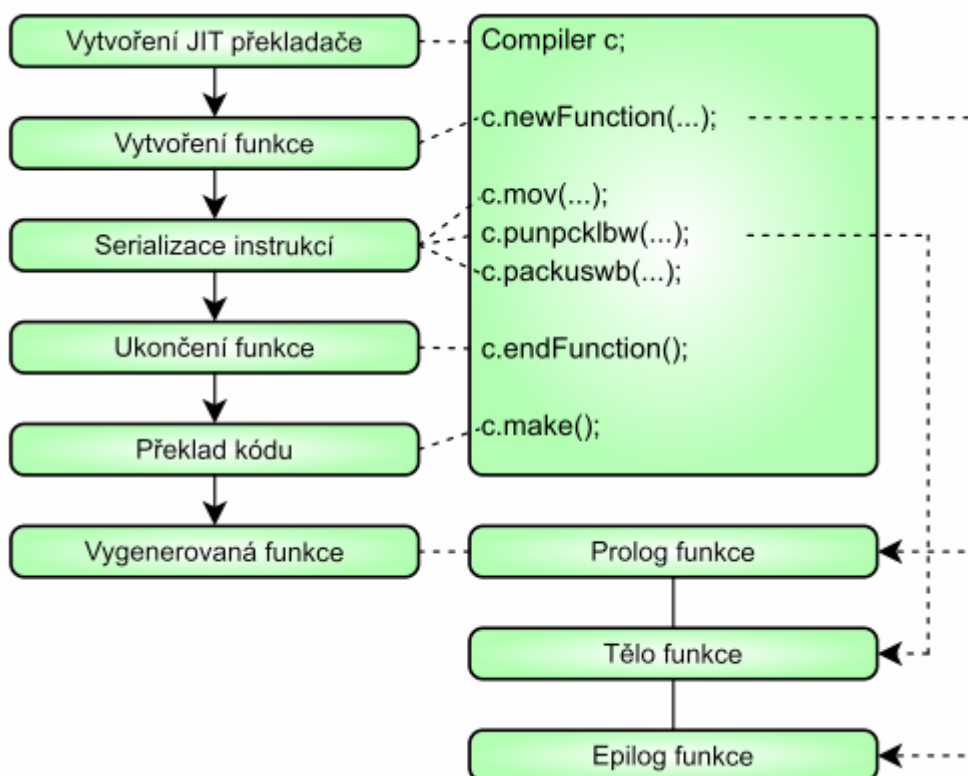 Vytvoření JIT překladače
Compiler c;
Vytvoření funkce
c.newFunction(...);
Serializace instrukcí
c.mov(...);
c.punpcklbw(...);
c.packuswb(...);
Ukončení funkce
c.endFunction();
Překlad kódu
c.make();
Vygenerovaná funkce
Prolog funkce
Tělo funkce
Epilog funkce